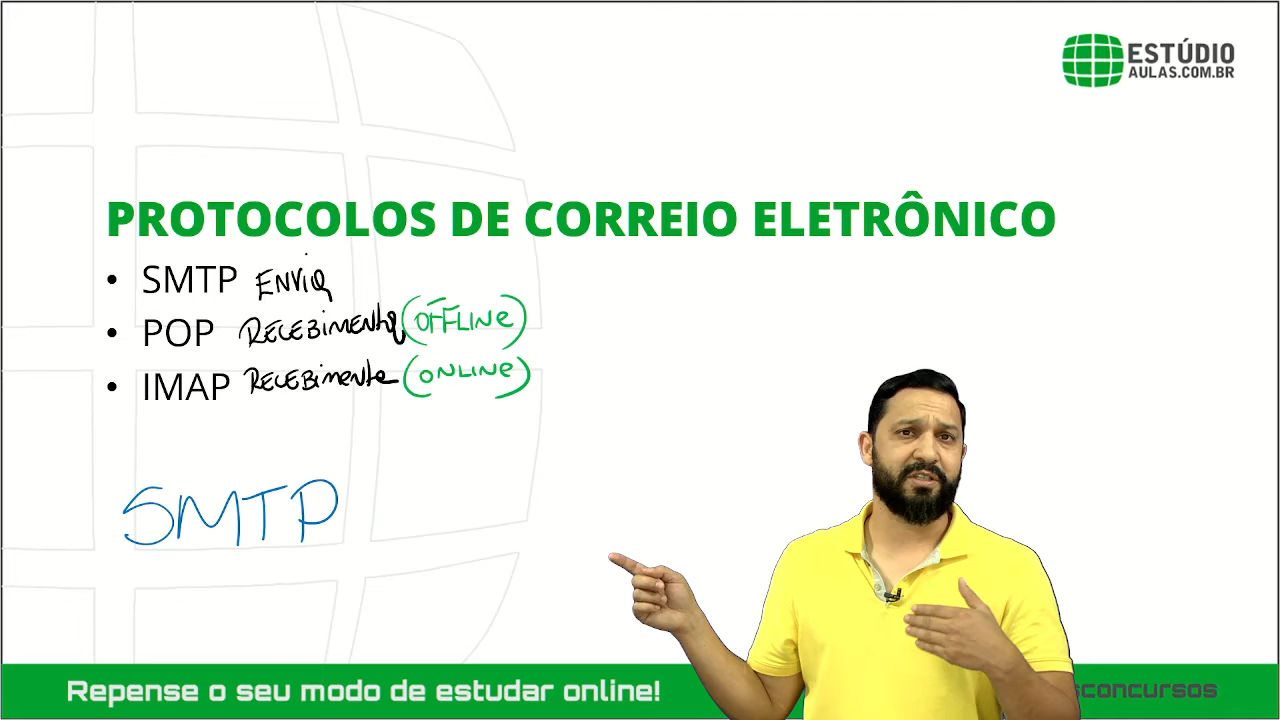 ESTÚDIO
AULAS.COM.BR
PROTOCOLOS DE CORREIO ELETRÔNICO
• SMTP ENVIO
• POP RECEBIMENTO (OFFLINE)
• IMAP RECEBIMENTO (ONLINE)
SMTP
Repense o seu modo de estudar online!
sconcursos